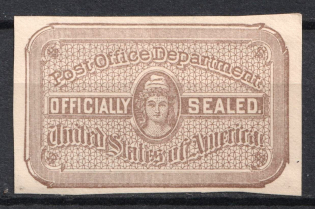 Post Office Department
OFFICIALLY SEALED.
United States of America